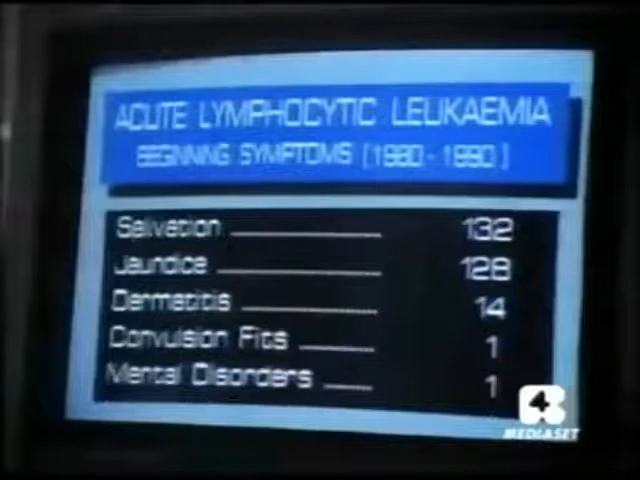 ACUTE LYMPHOCYTIC LEUKAEMIA
BEGINNING SYMPTOMS (1980-1990)
Salivation 132
Jaundice 128
Dermatitis 14
Convulsion Fits 1
Mental Disorders 1
4
MEDIASET